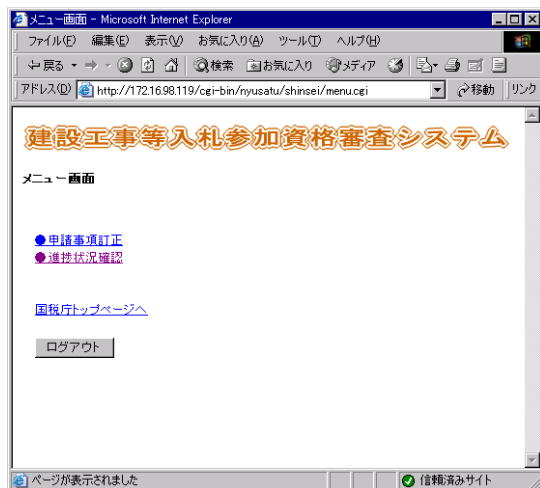 メニュー画面 - Microsoft Internet Explorer
ファイル(F) 編集(E) 表示(V) お気に入り(A) ツール(T) ヘルプ(H)
戻る 検索 お気に入り メディア
アドレス(D) http://172.16.98.119/cgi-bin/nyusatu/shinsei/menu.cgi 移動 リンク
建設工事等入札参加資格審査システム
メニュー画面
●申請事項訂正
●進捗状況確認
国税庁トップページへ
ログアウト
ページが表示されました 信頼済みサイト